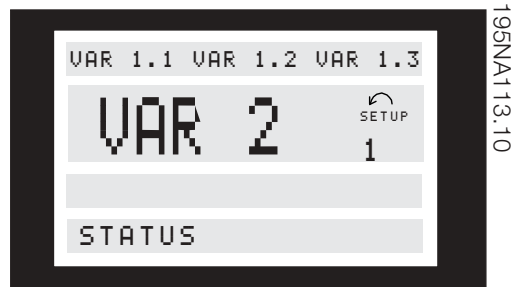 VAR 1.1 VAR 1.2 VAR 1.3
VAR 2
SETUP
1
STATUS
195NA113.10